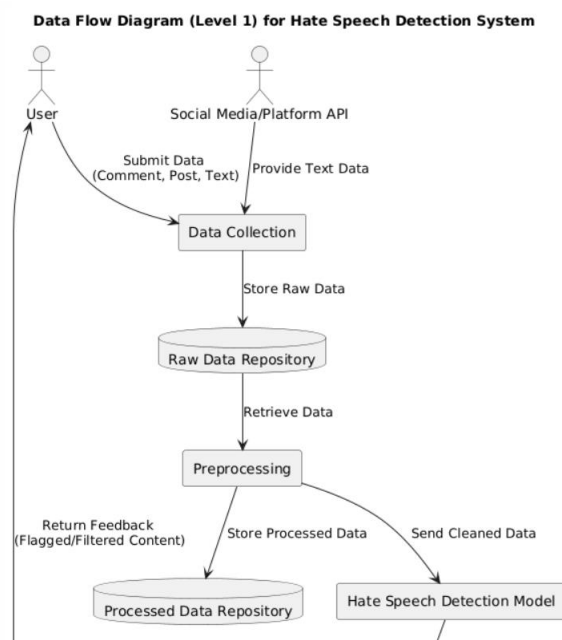 Data Flow Diagram (Level 1) for Hate Speech Detection System
User
Social Media/Platform API
Submit Data
(Comment, Post, Text)
Provide Text Data
Data Collection
Store Raw Data
Raw Data Repository
Retrieve Data
Preprocessing
Return Feedback
(Flagged/Filtered Content)
Store Processed Data
Send Cleaned Data
Processed Data Repository
Hate Speech Detection Model